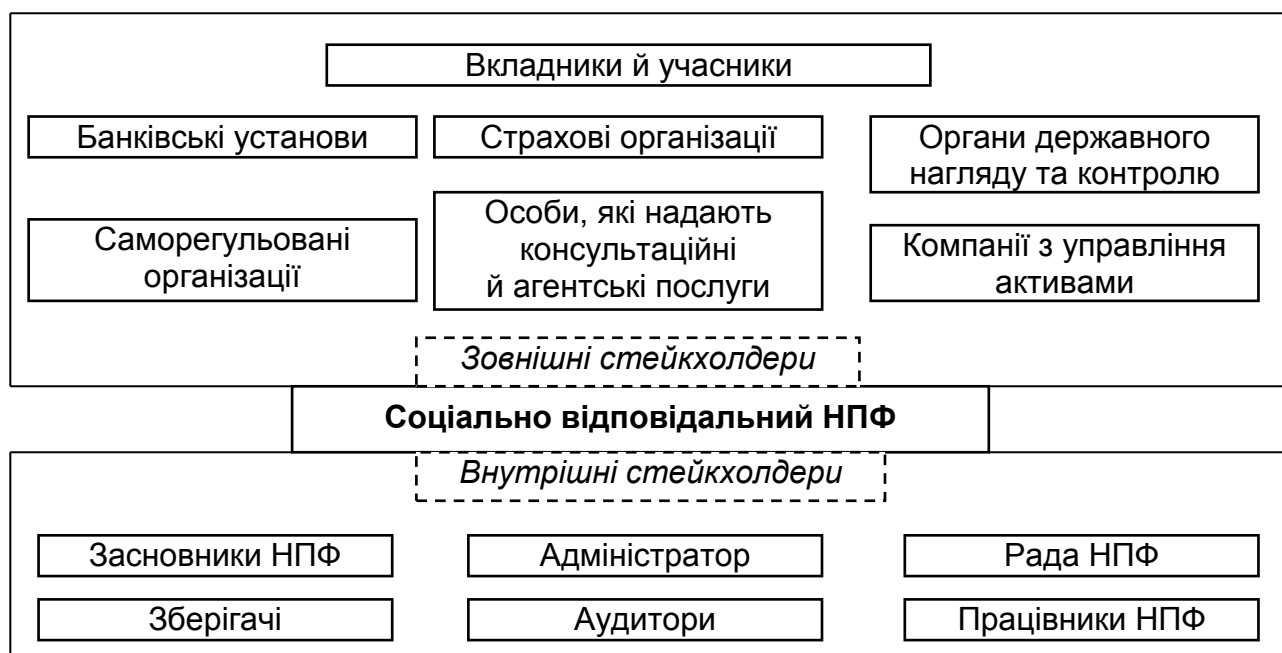 Вкладники й учасники
Банківські установи
Страхові організації
Органи державного
нагляду та контролю
Саморегульовані
організації
Особи, які надають
консультаційні
й агентські послуги
Компанії з управління
активами
Зовнішні стейкхолдери
Соціально відповідальний НПФ
Внутрішні стейкхолдери
Засновники НПФ
Адміністратор
Рада НПФ
Зберігачі
Аудитори
Працівники НПФ